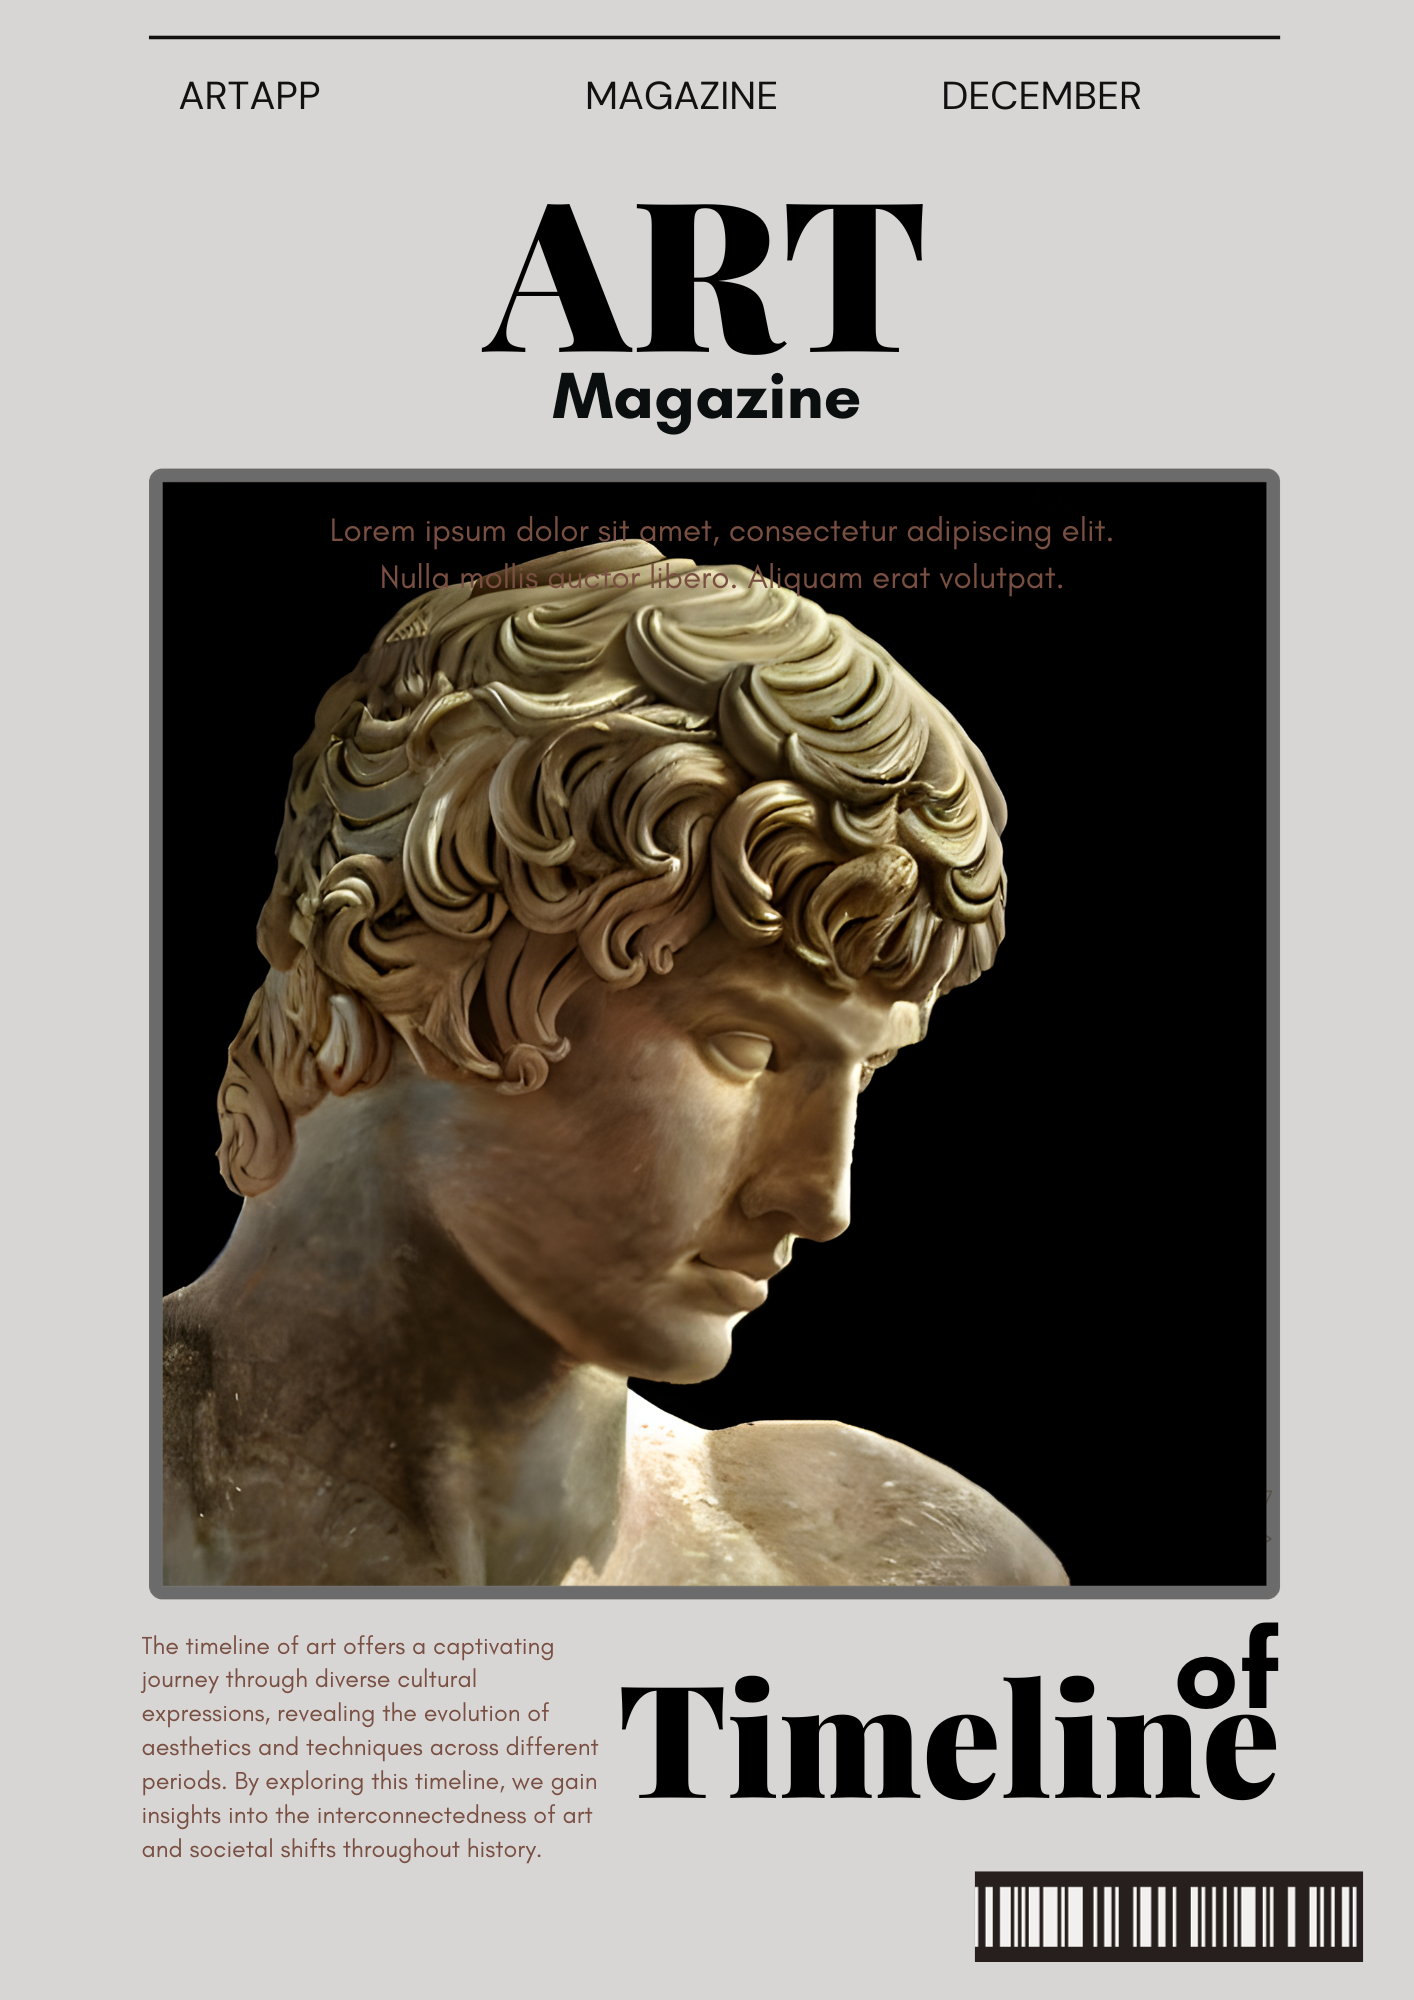 ARTAPP MAGAZINE DECEMBER
ART
Magazine
Lorem ipsum dolor sit amet, consectetur adipiscing elit.
Nulla mollis auctor libero. Aliquam erat volutpat.
The timeline of art offers a captivating
journey through diverse cultural
expressions, revealing the evolution of
aesthetics and techniques across different
periods. By exploring this timeline, we gain
insights into the interconnectedness of art
and societal shifts throughout history.
of
Timeline